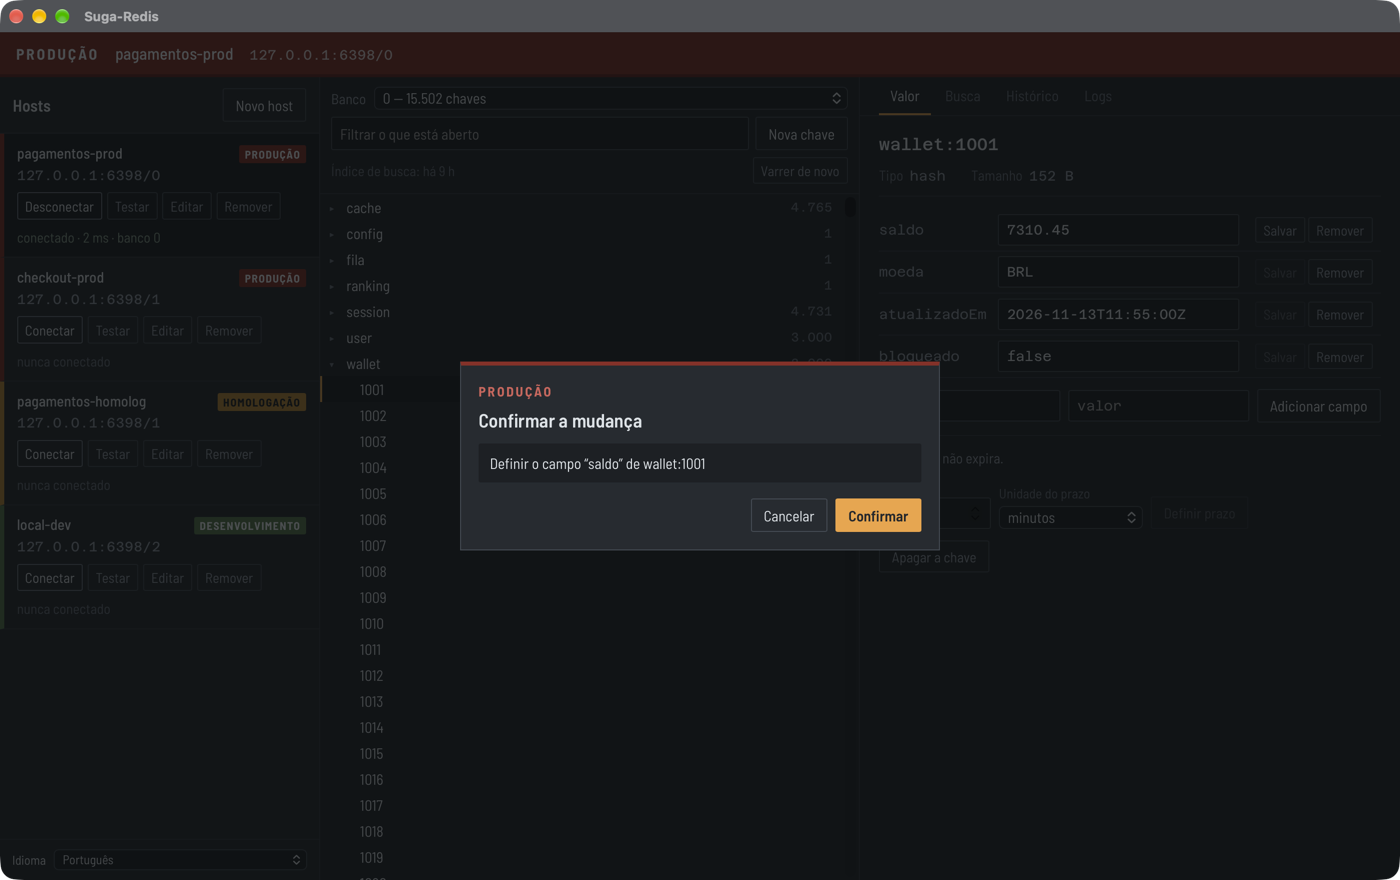 Suga-Redis
PRODUÇÃO pagamentos-prod 127.0.0.1:6398/0
Hosts
Novo host
pagamentos-prod PRODUÇÃO
127.0.0.1:6398/0
Desconectar Testar Editar Remover
conectado · 2 ms · banco 0
checkout-prod PRODUÇÃO
127.0.0.1:6398/1
Conectar Testar Editar Remover
nunca conectado
pagamentos-homolog HOMOLOGAÇÃO
127.0.0.1:6398/1
Conectar Testar Editar Remover
nunca conectado
local-dev DESENVOLVIMENTO
127.0.0.1:6398/2
Conectar Testar Editar Remover
nunca conectado
Idioma Português
Banco 0 — 15.502 chaves
Filtrar o que está aberto Nova chave
Índice de busca: há 9 h Varrer de novo
cache 4.765
config 1
fila 1
ranking 1
session 4.731
user 3.000
wallet
1001
1002
1003
1004
1005
1006
1007
1008
1009
1010
1011
1012
1013
1014
1015
1016
1017
1018
1019
Valor Busca Histórico Logs
wallet:1001
Tipo hash Tamanho 152 B
saldo 7310.45 Salvar Remover
moeda BRL Salvar Remover
atualizadoEm 2026-11-13T11:55:00Z Salvar Remover
bloqueado false Salvar Remover
valor Adicionar campo
não expira.
Unidade do prazo
minutos Definir prazo
Apagar a chave
PRODUÇÃO
Confirmar a mudança
Definir o campo “saldo” de wallet:1001
Cancelar Confirmar